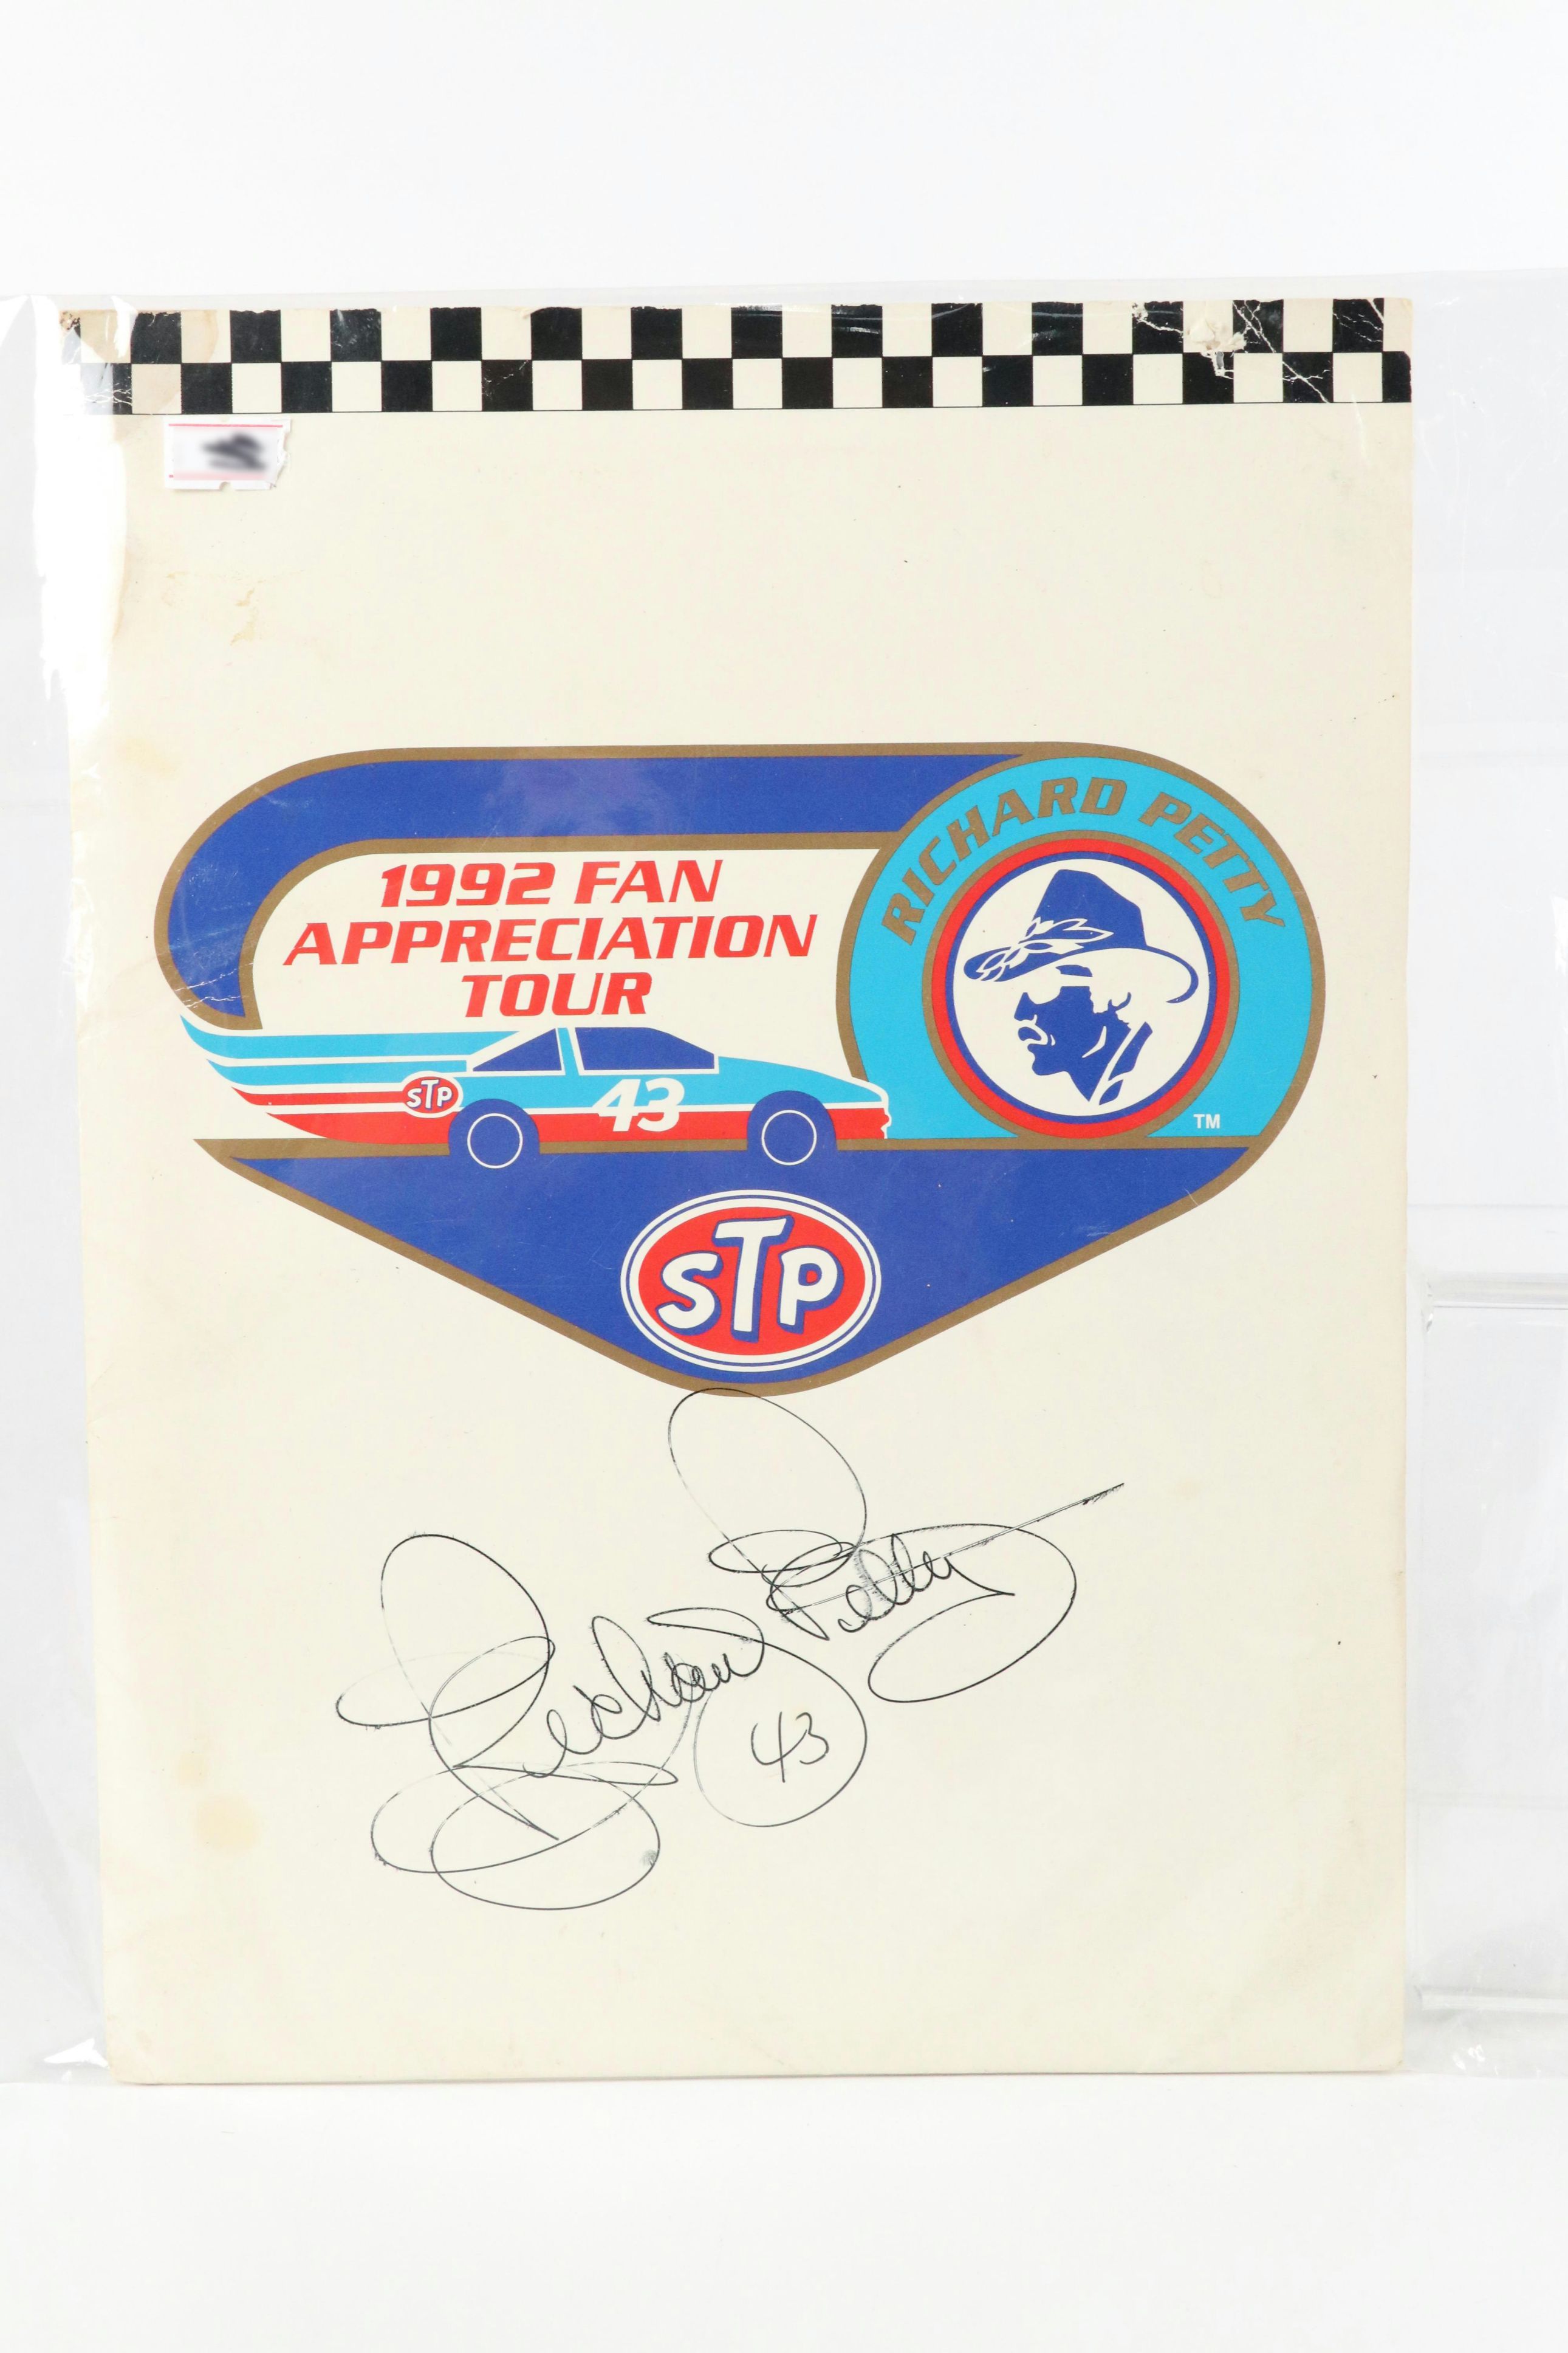 1992 FAN
APPRECIATION
TOUR
RICHARD PETTY
STP
43
TM
STP
Richard Petty
43